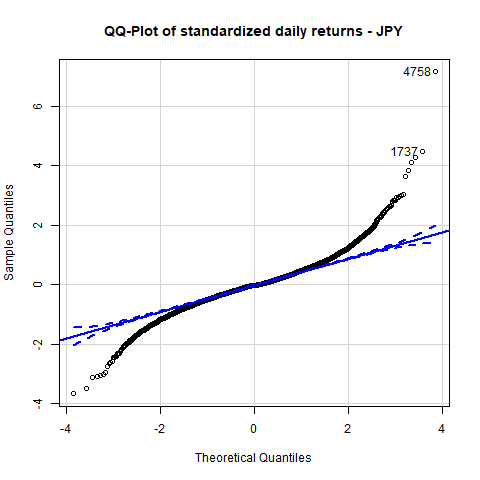 QQ-Plot of standardized daily returns - JPY
4758
1737
6
4
2
0
-2
-4
Sample Quantiles
-4 -2 0 2 4
Theoretical Quantiles